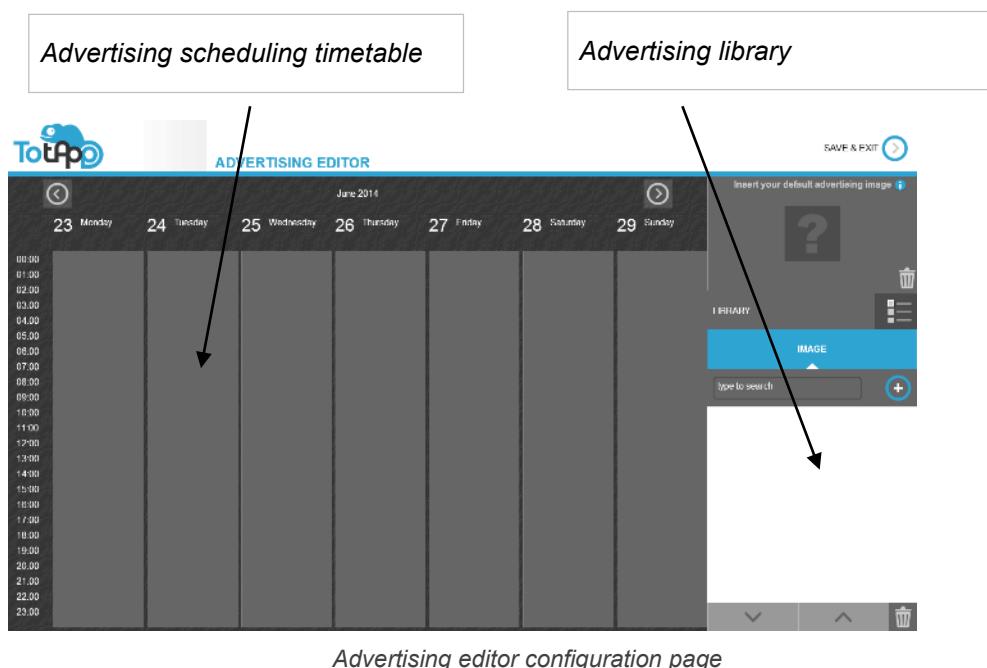 Advertising scheduling timetable
Advertising library
TotApp
ADVERTISING EDITOR
SAVE & EXIT
June 2014
Insert your default advertising image
23 Monday
24 Tuesday
25 Wednesday
26 Thursday
27 Friday
28 Saturday
29 Sunday
?
00:00
01:00
02:00
03:00
04:00
05:00
06:00
07:00
08:00
09:00
10:00
11:00
12:00
13:00
14:00
15:00
16:00
17:00
18:00
19:00
20:00
21:00
22:00
23:00
LIBRARY
IMAGE
type to search
Advertising editor configuration page